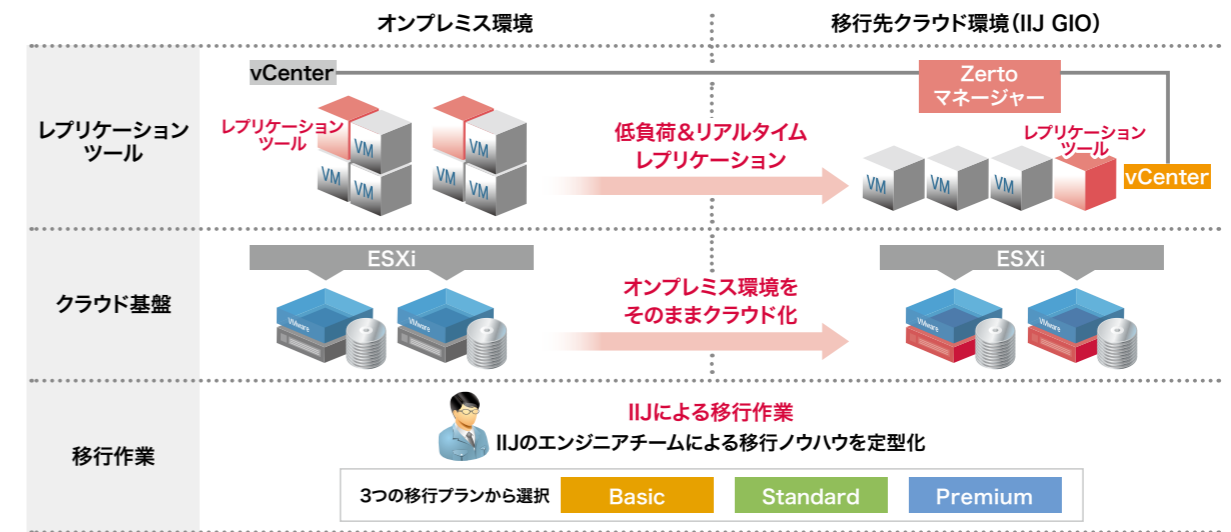 オンプレミス環境
移行先クラウド環境(IIJ GIO)
レプリケーション
ツール
vCenter
Zerto
マネージャー
レプリケーション
ツール
VM
VM
VM
VM
VM
VM
低負荷&リアルタイム
レプリケーション
レプリケーション
ツール
VM
VM
VM
vCenter
クラウド基盤
ESXi
VMware
VMware
オンプレミス環境を
そのままクラウド化
ESXi
VMware
VMware
移行作業
IIJによる移行作業
IIJのエンジニアチームによる移行ノウハウを定型化
3つの移行プランから選択
Basic
Standard
Premium